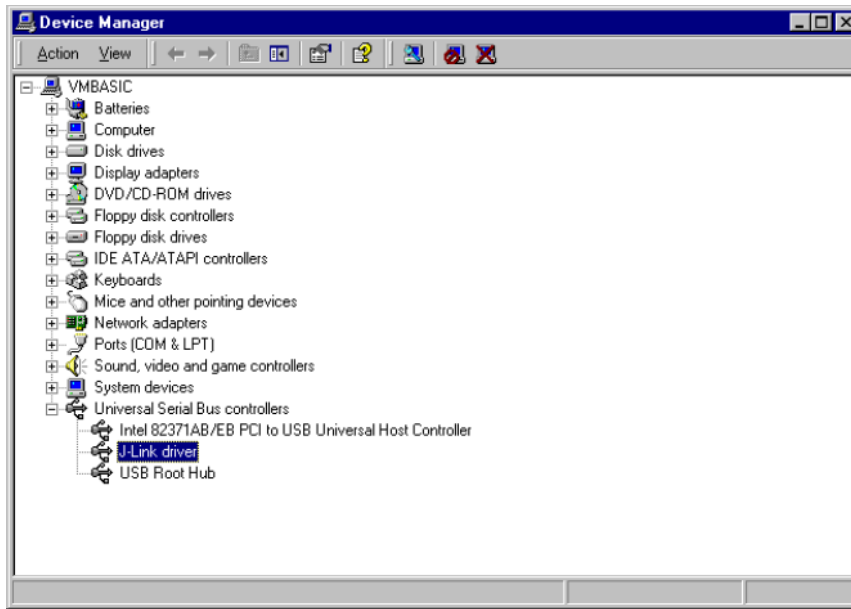 Device Manager
Action View
VMBASIC
Batteries
Computer
Disk drives
Display adapters
DVD/CD-ROM drives
Floppy disk controllers
Floppy disk drives
IDE ATA/ATAPI controllers
Keyboards
Mice and other pointing devices
Network adapters
Ports (COM & LPT)
Sound, video and game controllers
System devices
Universal Serial Bus controllers
Intel 82371AB/EB PCI to USB Universal Host Controller
J-Link driver
USB Root Hub